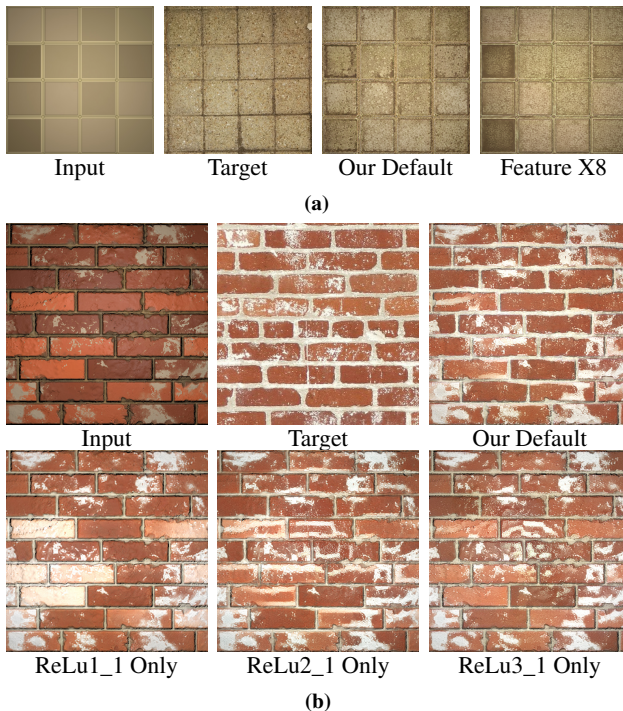 Input Target Our Default Feature X8
(a)
Input Target Our Default
ReLu1_1 Only ReLu2_1 Only ReLu3_1 Only
(b)